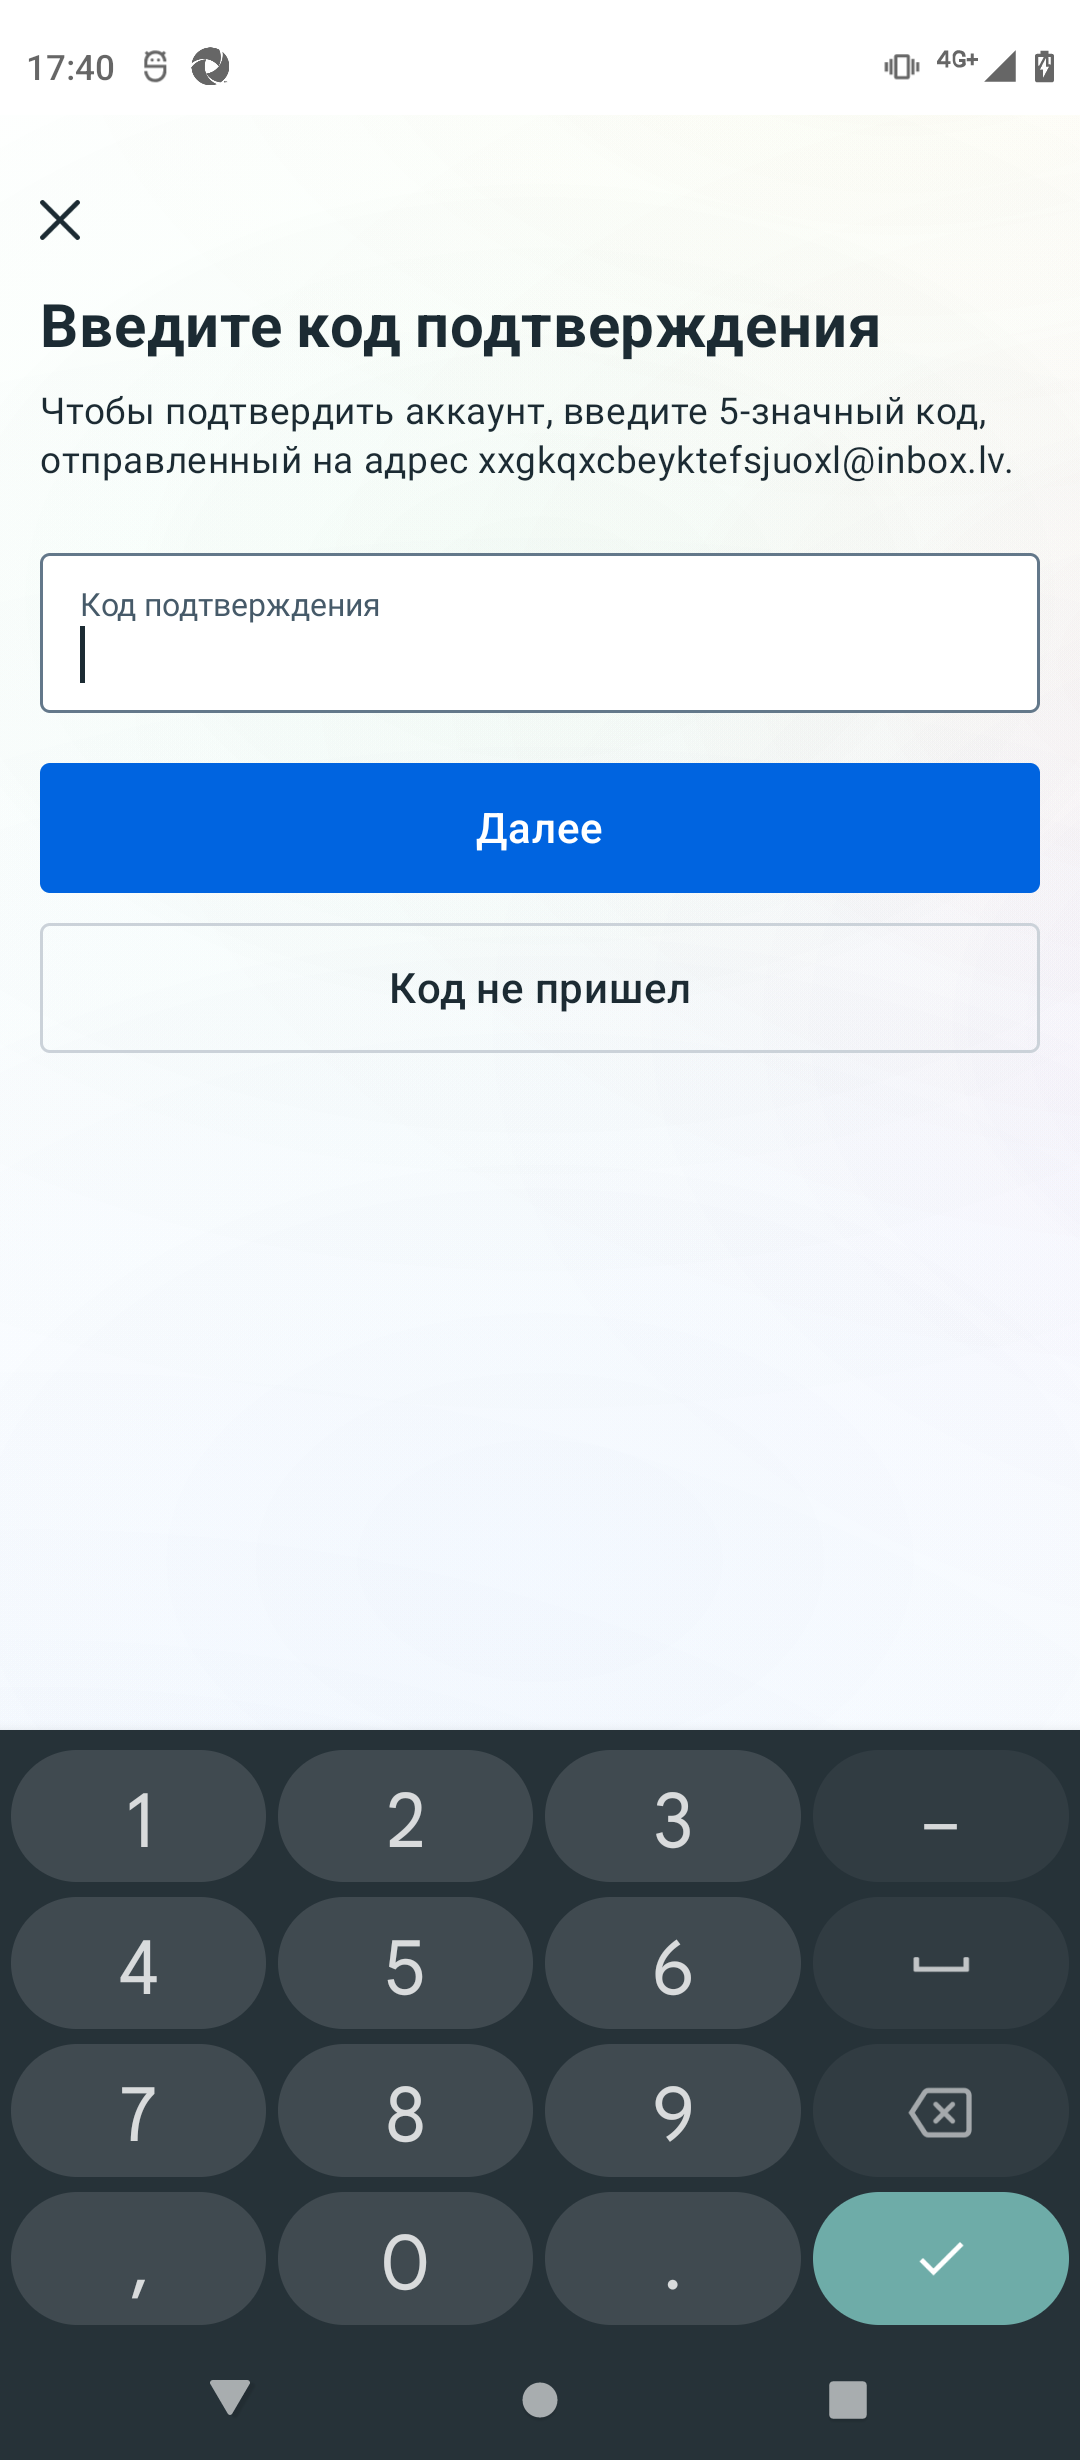 17:40
4G+
Введите код подтверждения
Чтобы подтвердить аккаунт, введите 5-значный код,
отправленный на адрес xxgkqxcbeyktefsjuoxl@inbox.lv.
Код подтверждения
Далее
Код не пришел
1 2 3 –
4 5 6
7 8 9
, 0 .